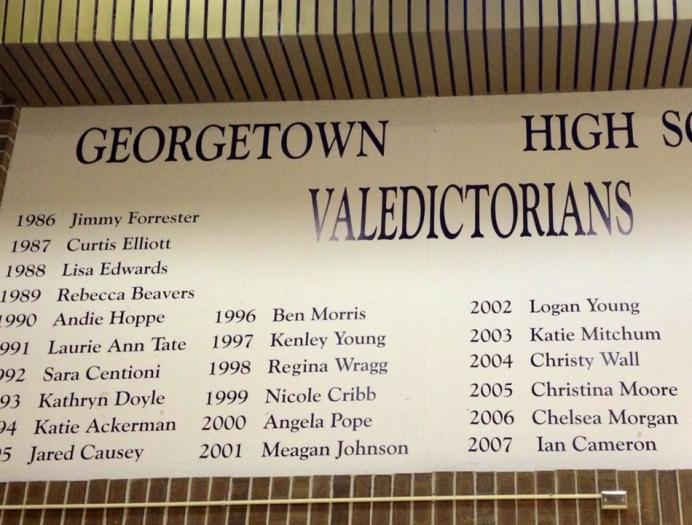 GEORGETOWN HIGH
VALEDICTORIANS
1986 Jimmy Forrester
1987 Curtis Elliott
1988 Lisa Edwards
1989 Rebecca Beavers
1990 Andie Hoppe
991 Laurie Ann Tate
992 Sara Centioni
93 Kathryn Doyle
94 Katie Ackerman
5 Jared Causey
1996 Ben Morris
1997 Kenley Young
1998 Regina Wragg
1999 Nicole Cribb
2000 Angela Pope
2001 Meagan Johnson
2002 Logan Young
2003 Katie Mitchum
2004 Christy Wall
2005 Christina Moore
2006 Chelsea Morgan
2007 Ian Cameron